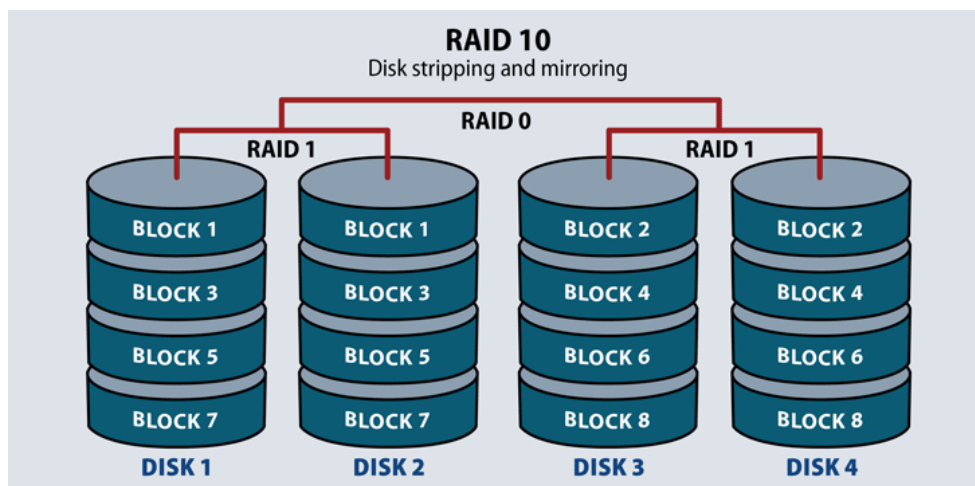 RAID 10
Disk stripping and mirroring
RAID 0
RAID 1
RAID 1
BLOCK 1
BLOCK 1
BLOCK 2
BLOCK 2
BLOCK 3
BLOCK 3
BLOCK 4
BLOCK 4
BLOCK 5
BLOCK 5
BLOCK 6
BLOCK 6
BLOCK 7
BLOCK 7
BLOCK 8
BLOCK 8
DISK 1
DISK 2
DISK 3
DISK 4